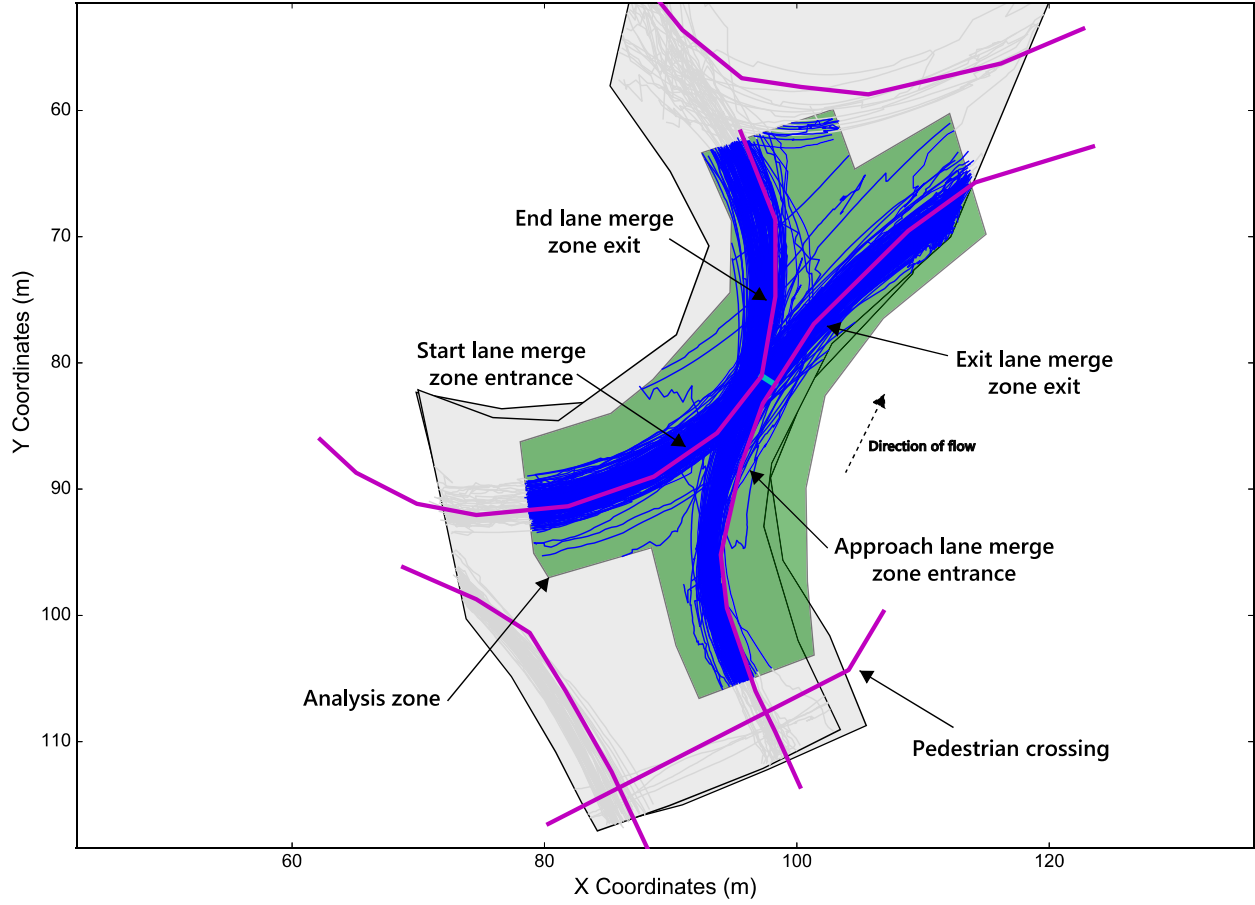 60
70
80
90
100
110
Y Coordinates (m)
End lane merge
zone exit
Start lane merge
zone entrance
Exit lane merge
zone exit
Direction of flow
Approach lane merge
zone entrance
Analysis zone
Pedestrian crossing
60
80
100
120
X Coordinates (m)